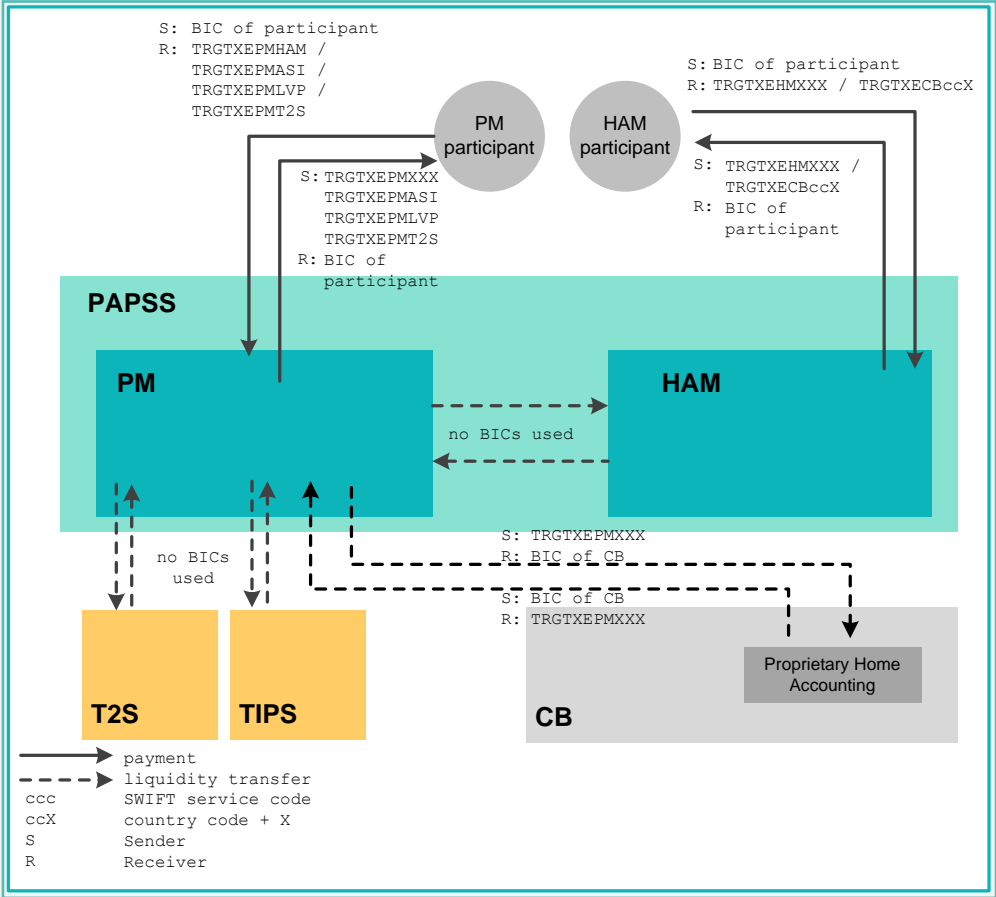 S: BIC of participant
R: TRGTXEPMHAM /
TRGTXEPMASI /
TRGTXEPMLVP /
TRGTXEPMT2S
S: BIC of participant
R: TRGTXEHMXXX / TRGTXECBccX
PM
participant
HAM
participant
S: TRGTXEPMXXX
TRGTXEPMASI
TRGTXEPMLVP
TRGTXEPMT2S
R: BIC of
participant
S: TRGTXEHMXXX /
TRGTXECBccX
R: BIC of
participant
PAPSS
PM
HAM
no BICs used
no BICs
used
S: TRGTXEPMXXX
R: BIC of CB
S: BIC of CB
R: TRGTXEPMXXX
Proprietary Home
Accounting
T2S
TIPS
CB
payment
liquidity transfer
ccc SWIFT service code
ccX country code + X
S Sender
R Receiver